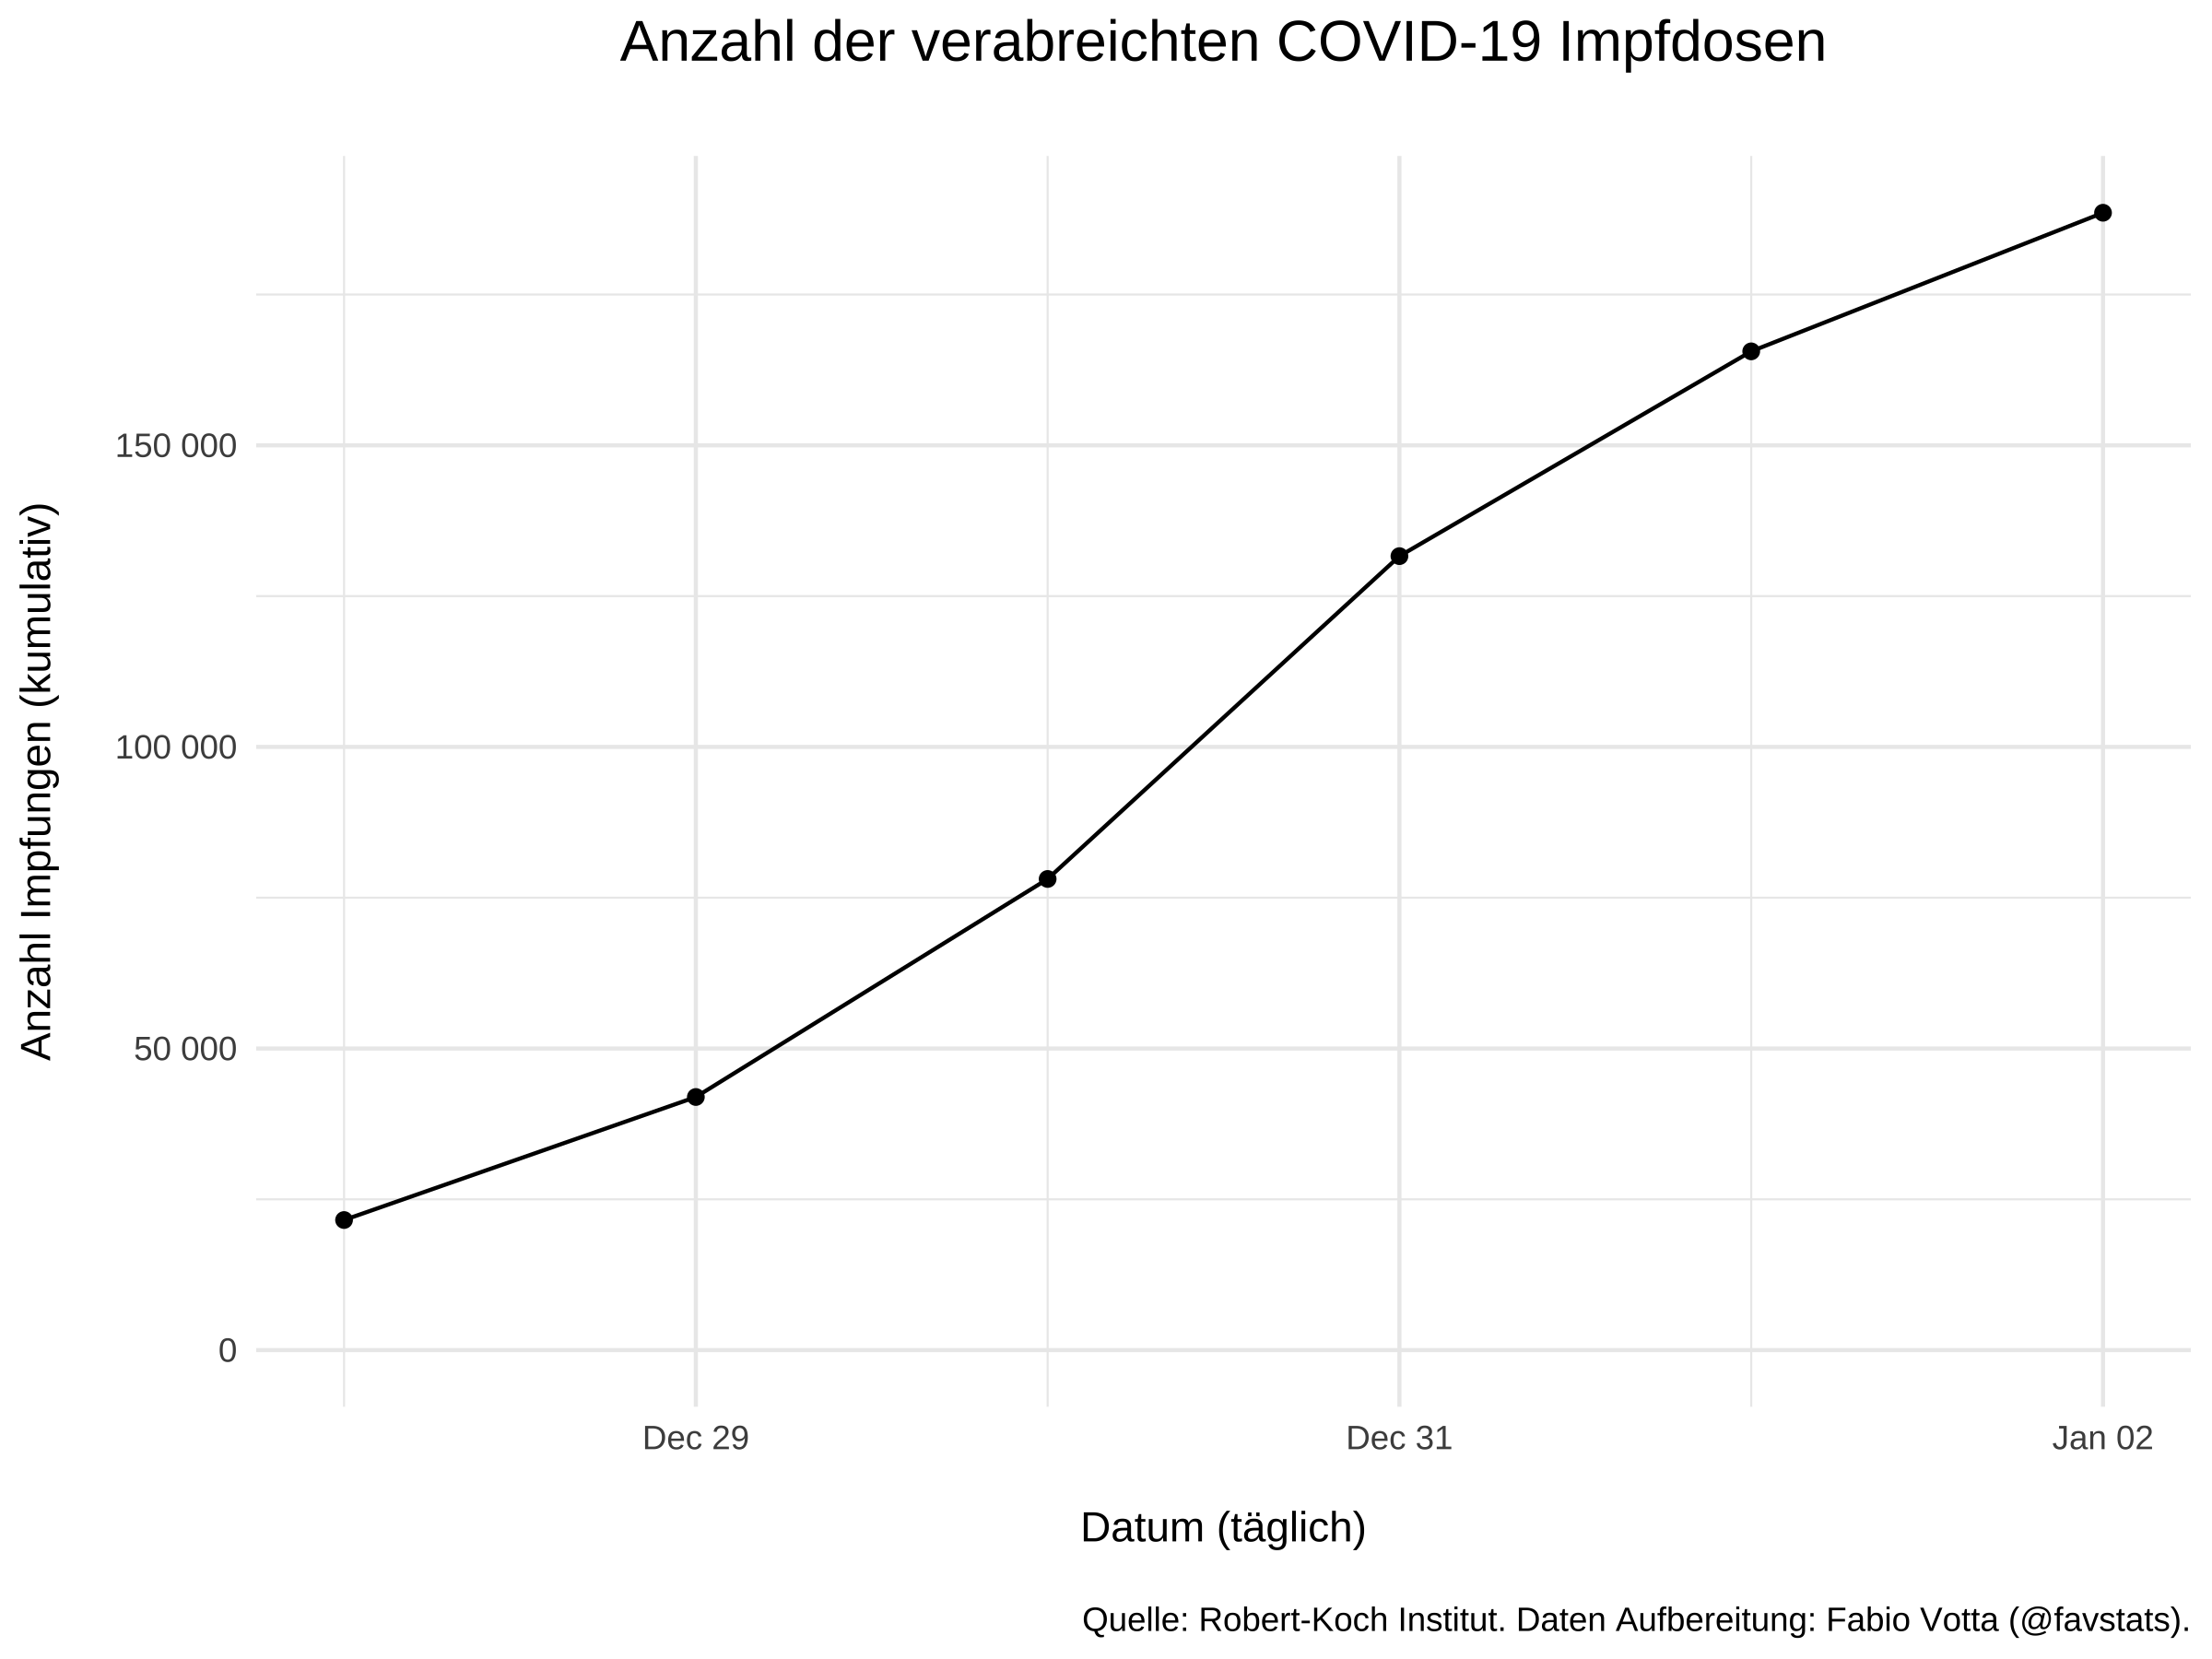 Anzahl der verabreichten COVID-19 Impfdosen
Anzahl Impfungen (kumulativ)
150 000
100 000
50 000
0
Dec 29
Dec 31
Jan 02
Datum (täglich)
Quelle: Robert-Koch Institut. Daten Aufbereitung: Fabio Votta (@favstats).